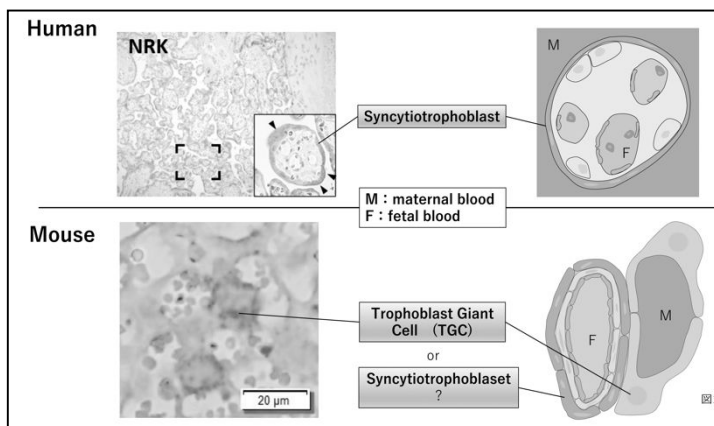 Human
NRK
M
Syncytiotrophoblast
F
M：maternal blood
F：fetal blood
Mouse
Trophoblast Giant
Cell （TGC）
M
F
or
Syncytiotrophoblaset
?
20 μm
図